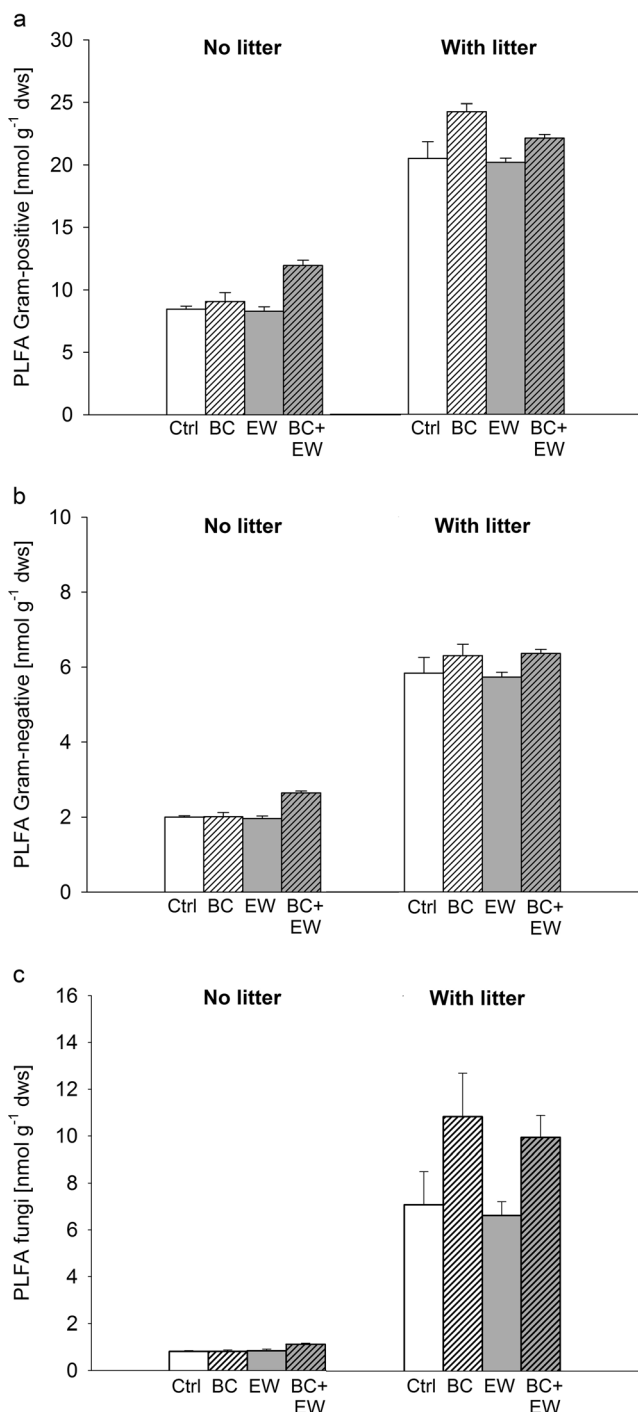 a
PLFA Gram-positive [nmol g⁻¹ dws]
30
25
20
15
10
5
0
No litter
With litter
Ctrl BC EW BC+ EW
Ctrl BC EW BC+ EW
b
PLFA Gram-negative [nmol g⁻¹ dws]
10
8
6
4
2
0
No litter
With litter
Ctrl BC EW BC+ EW
Ctrl BC EW BC+ EW
c
PLFA fungi [nmol g⁻¹ dws]
16
14
12
10
8
6
4
2
0
No litter
With litter
Ctrl BC EW BC+ EW
Ctrl BC EW BC+ EW